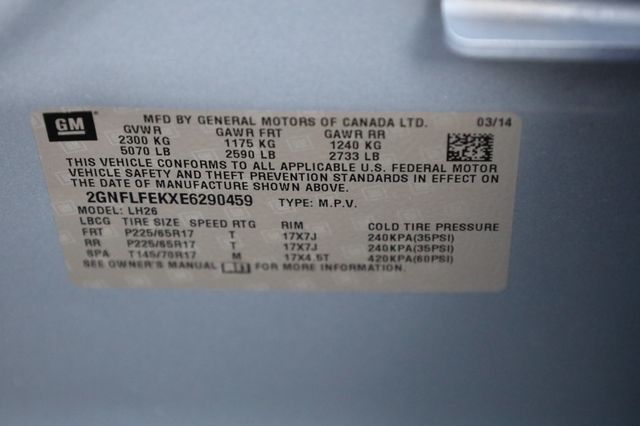 GM MFD BY GENERAL MOTORS OF CANADA LTD. 03/14
GVWR GAWR FRT GAWR RR
2300 KG 1175 KG 1240 KG
5070 LB 2590 LB 2733 LB
THIS VEHICLE CONFORMS TO ALL APPLICABLE U.S. FEDERAL MOTOR
VEHICLE SAFETY AND THEFT PREVENTION STANDARDS IN EFFECT ON
THE DATE OF MANUFACTURE SHOWN ABOVE.
2GNFLFEKXE6290459 TYPE: M.P.V.
MODEL: LH26
LBCG TIRE SIZE SPEED RTG RIM COLD TIRE PRESSURE
FRT P225/65R17 T 17X7J 240KPA(35PSI)
RR P225/65R17 T 17X7J 240KPA(35PSI)
SPA T145/70R17 M 17X4.5T 420KPA(60PSI)
SEE OWNER'S MANUAL FOR MORE INFORMATION.